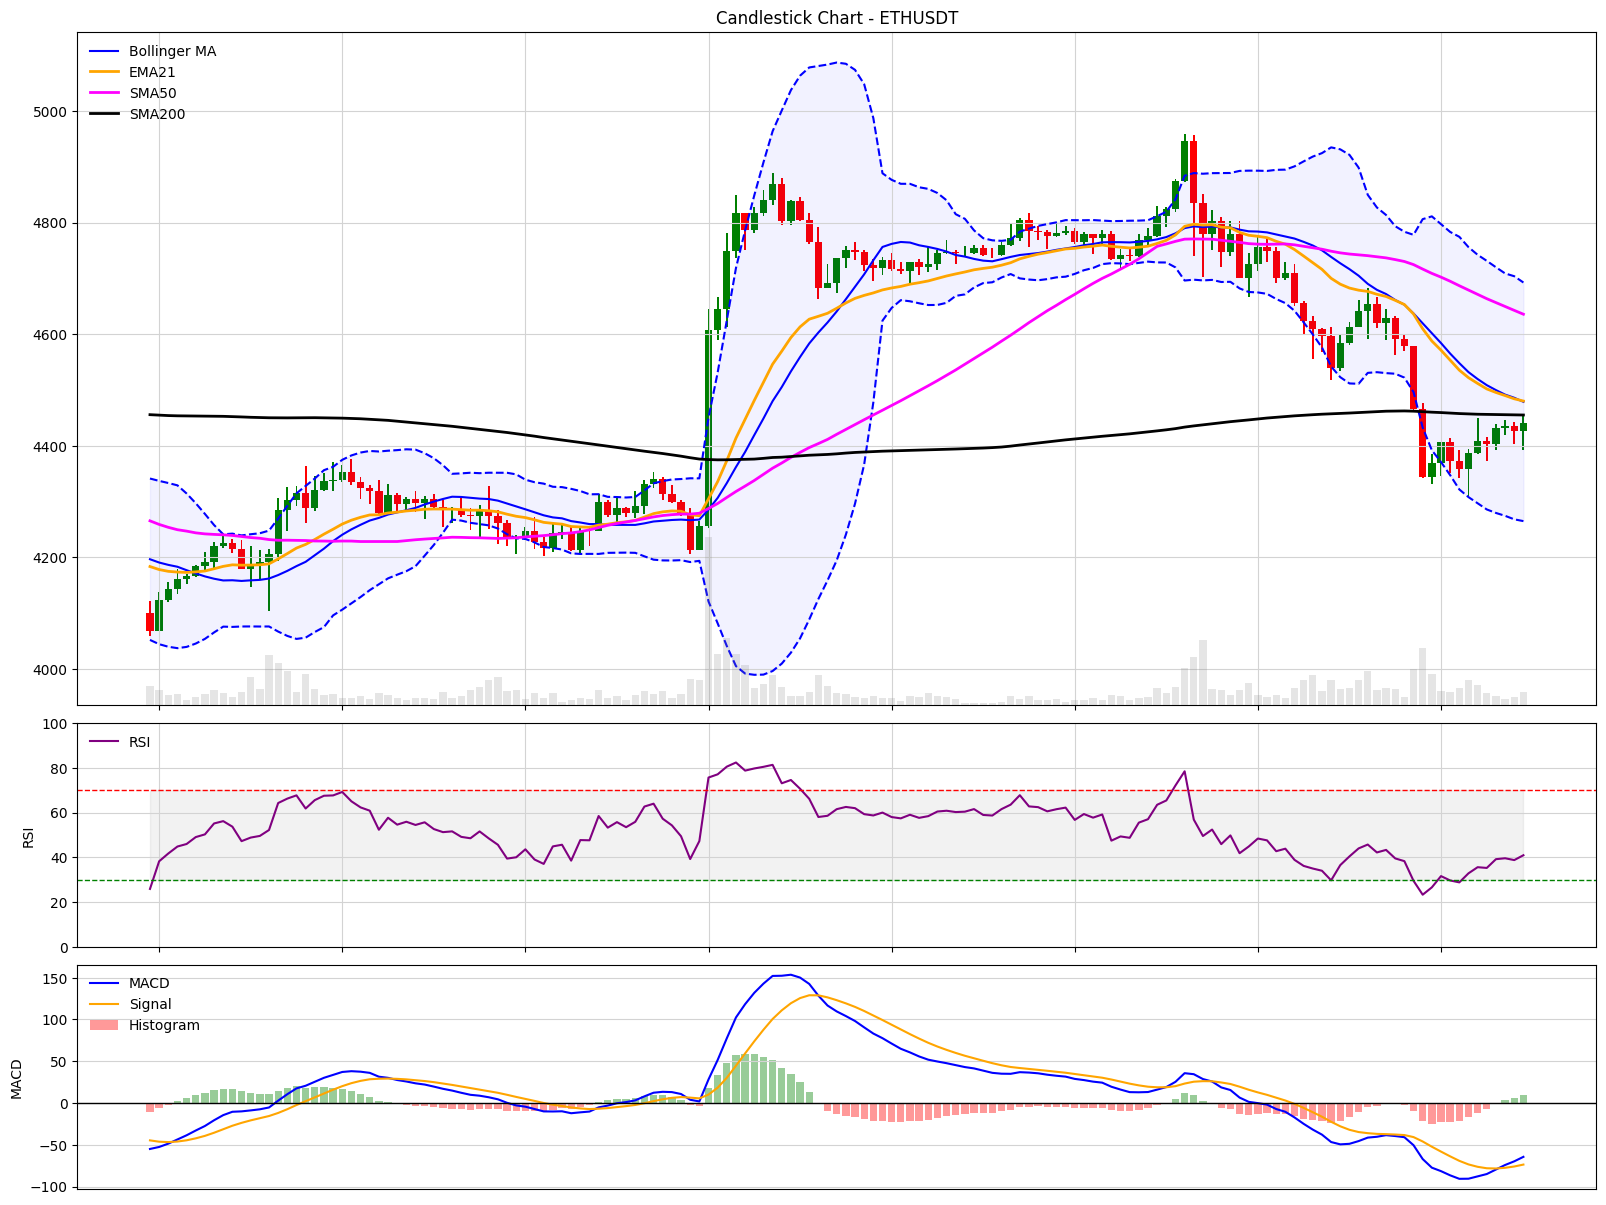 Candlestick Chart - ETHUSDT
Bollinger MA
EMA21
SMA50
SMA200
5000
4800
4600
4400
4200
4000
RSI
100
80
60
40
20
0
RSI
MACD
Signal
Histogram
150
100
50
0
−50
−100
MACD